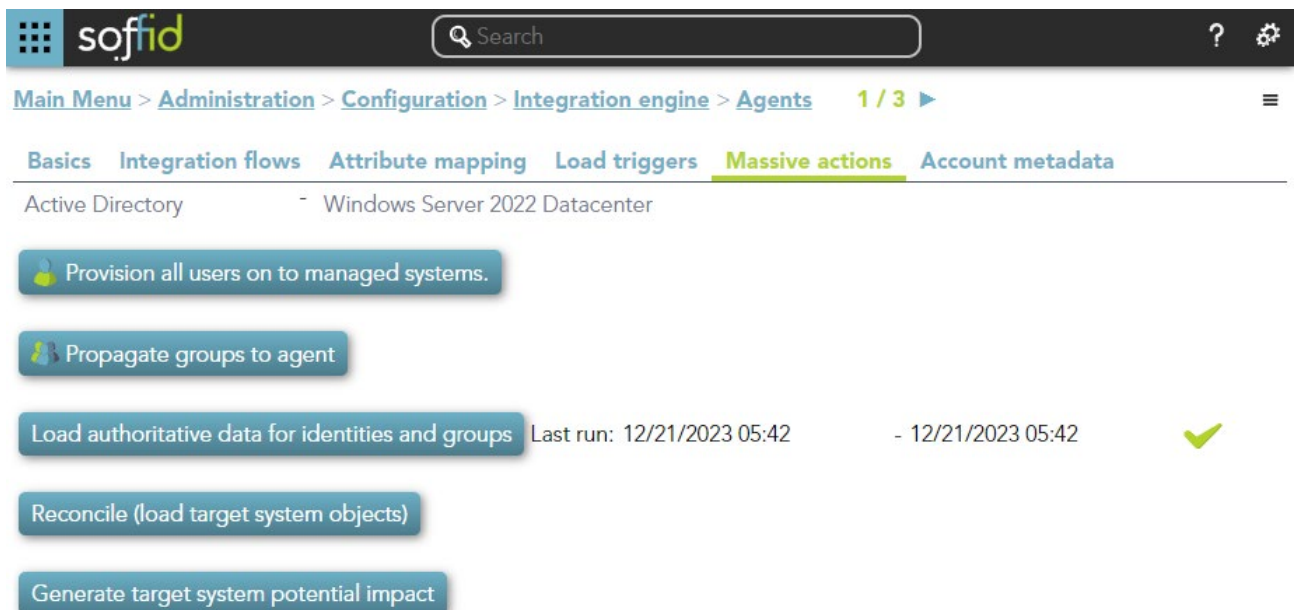 soffid
Search
?
Main Menu > Administration > Configuration > Integration engine > Agents 1 / 3 ▶ ≡
Basics Integration flows Attribute mapping Load triggers Massive actions Account metadata
Active Directory - Windows Server 2022 Datacenter
Provision all users on to managed systems.
Propagate groups to agent
Load authoritative data for identities and groups Last run: 12/21/2023 05:42 - 12/21/2023 05:42
Reconcile (load target system objects)
Generate target system potential impact